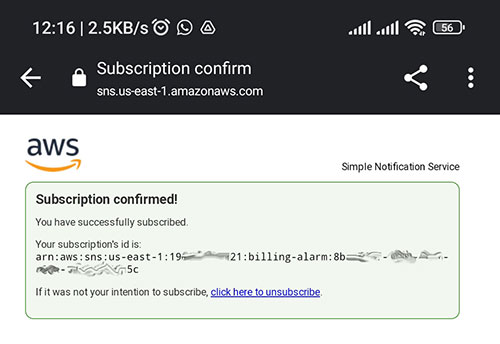 12:16 | 2.5KB/s
56
Subscription confirm
sns.us-east-1.amazonaws.com
aws
Simple Notification Service
Subscription confirmed!
You have successfully subscribed.
Your subscription's id is:
arn:aws:sns:us-east-1:19 21:billing-alarm:8b - - -
- 5c
If it was not your intention to subscribe, click here to unsubscribe.